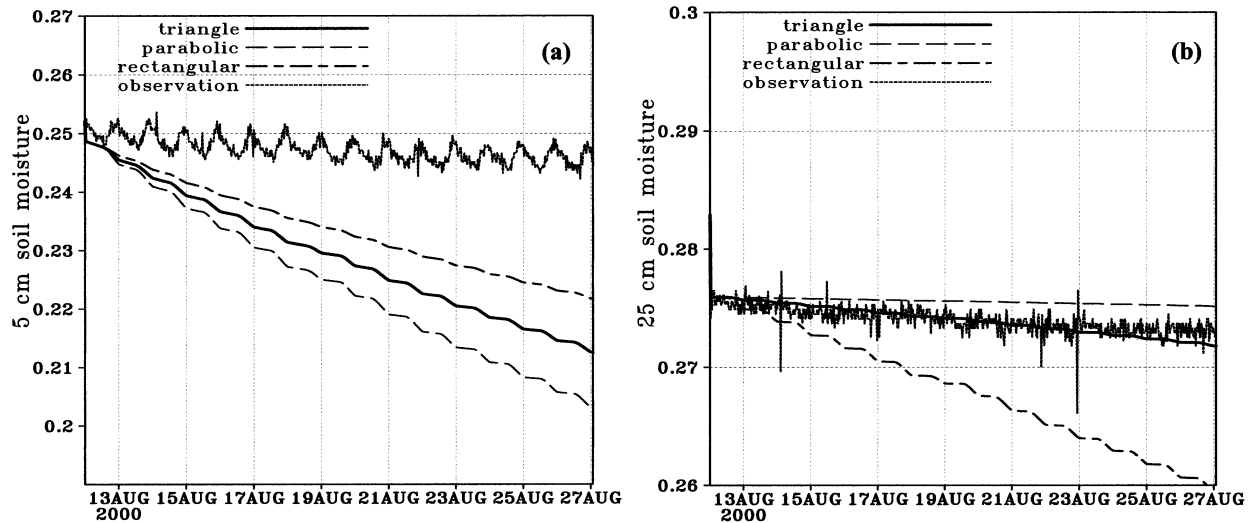 0.27
0.26
0.25
0.24
0.23
0.22
0.21
0.2
5 cm soil moisture
triangle
parabolic
rectangular
observation
(a)
13AUG 15AUG 17AUG 19AUG 21AUG 23AUG 25AUG 27AUG
2000
0.3
0.29
0.28
0.27
0.26
25 cm soil moisture
triangle
parabolic
rectangular
observation
(b)
13AUG 15AUG 17AUG 19AUG 21AUG 23AUG 25AUG 27AUG
2000